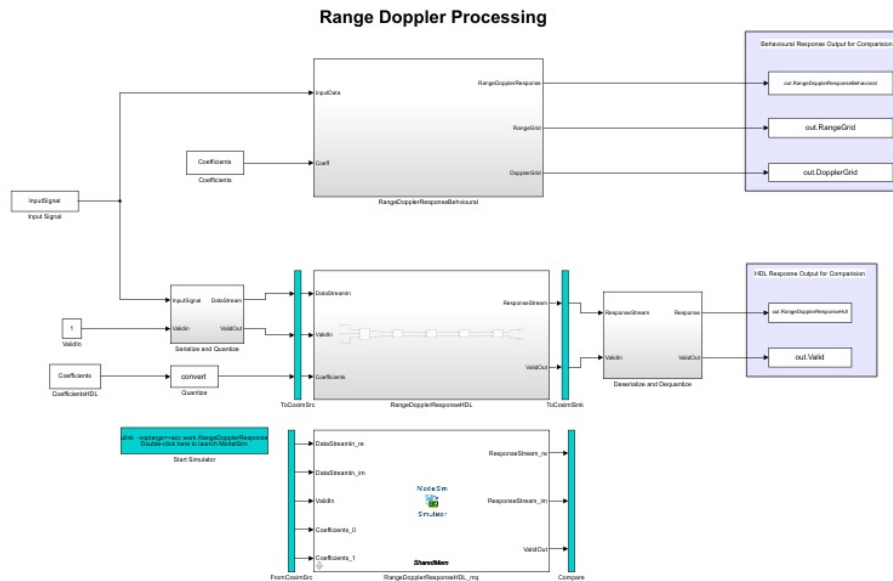 Range Doppler Processing
Behavioural Response Output for Comparision
InputData
RangeDopplerResponse
out.RangeDopplerResponseBehavioral
RangeGrid
out.RangeGrid
Coefficients
Coeff
Coefficients
DopplerGrid
out.DopplerGrid
RangeDopplerResponseBehvioural
InputSignal
Input Signal
HDL Response Output for Comparision
InputSignal
DataStream
DataStreamIn
ResponseStream
ResponseStream
Response
out.RangeDopplerResponseHdl
1
ValidIn
ValidIn
ValidOut
ValidIn
Serialize and Quantize
ValidOut
ValidIn
ValidOut
out.Valid
Coefficients
convert
Coefficients
CoefficientsHDL
Quantize
Deserialize and Dequantize
ToCosimSrc
RangeDopplerResponseHDL
ToCosimSink
work.RangeDopplerResponse
Double-click here to launch ModelSim
Start Simulator
DataStreamIn_re
ResponseStream_re
DataStreamIn_im
ModelSim
ValidIn
ResponseStream_im
Simulator
Coefficients_0
ValidOut
Coefficients_1
SharedMem
FromCosimSrc
RangeDopplerResponseHDL_mq
Compare